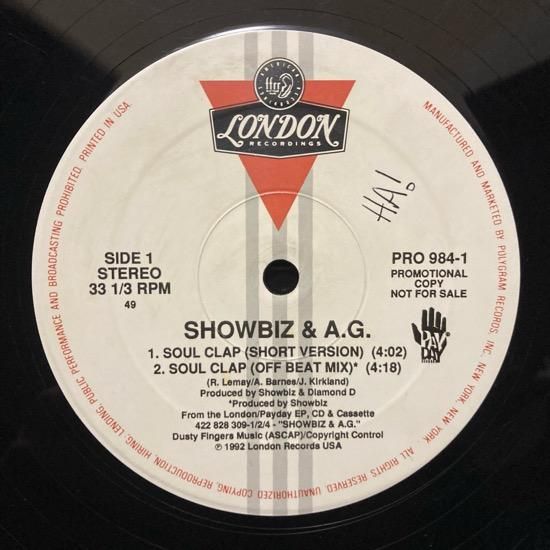 AMERICAN
ffrr
RECORDINGS
LONDON
RECORDINGS
HA!
SIDE 1
STEREO
33 1/3 RPM
49
PRO 984-1
PROMOTIONAL
COPY
NOT FOR SALE
SHOWBIZ & A.G.
1. SOUL CLAP (SHORT VERSION) (4:02)
2. SOUL CLAP (OFF BEAT MIX)* (4:18)
(R. Lemay/A. Barnes/J. Kirkland)
Produced by Showbiz & Diamond D
*Produced by Showbiz
From the London/Payday EP, CD & Cassette
422 828 309-1/2/4 - "SHOWBIZ & A.G."
Dusty Fingers Music (ASCAP)/Copyright Control
℗ 1992 London Records USA
PAY
DAY
MANUFACTURED AND MARKETED BY POLYGRAM RECORDS, INC. NEW YORK, NEW YORK.
ALL RIGHTS RESERVED. UNAUTHORIZED COPYING, REPRODUCTION, HIRING, LENDING, PUBLIC PERFORMANCE AND BROADCASTING PROHIBITED. PRINTED IN USA.